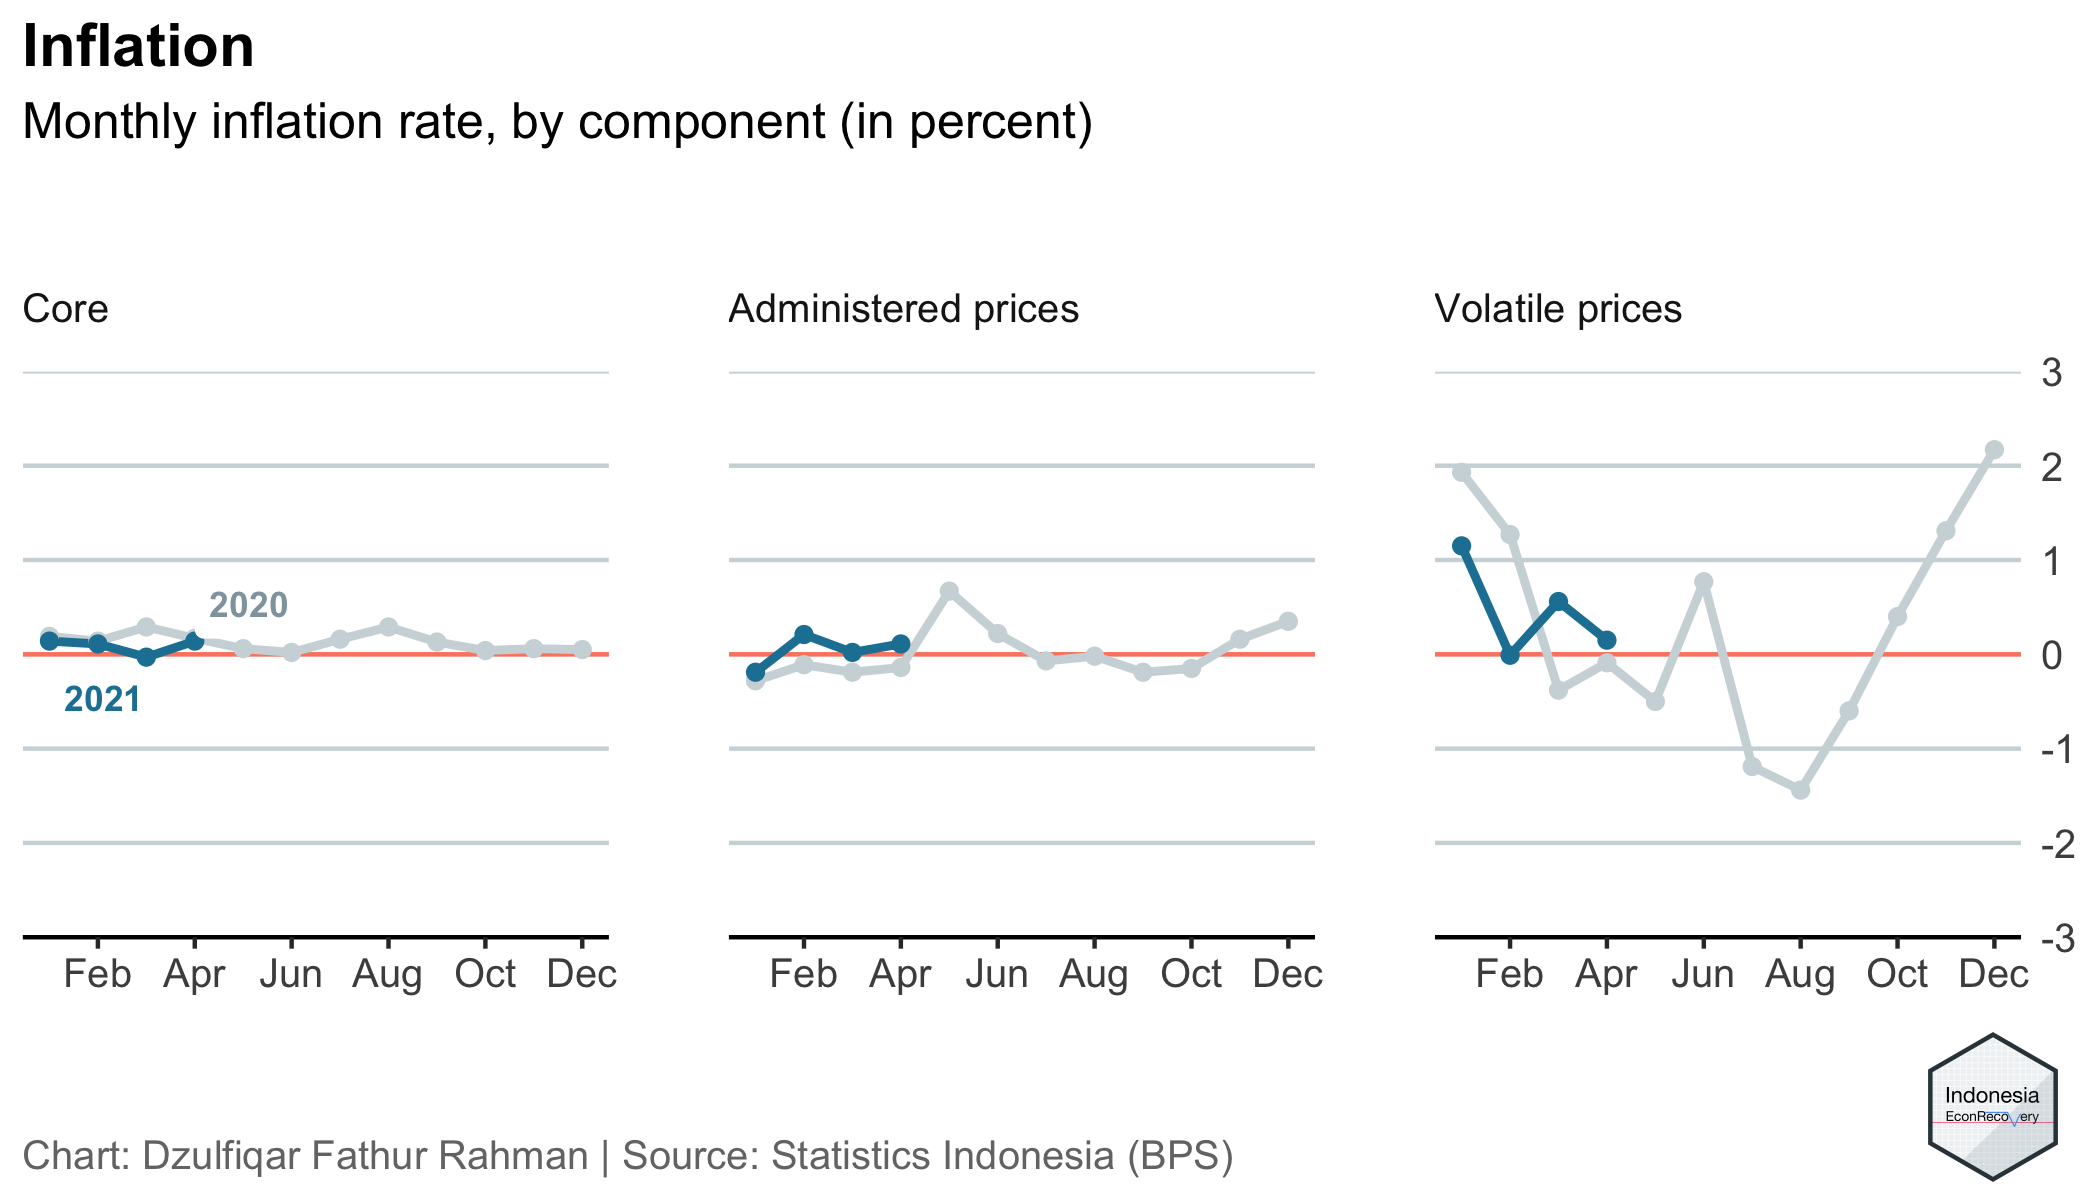 Inflation
Monthly inflation rate, by component (in percent)
Core
Administered prices
Volatile prices
3
2
1
0
-1
-2
-3
2020
2021
Feb Apr Jun Aug Oct Dec
Feb Apr Jun Aug Oct Dec
Feb Apr Jun Aug Oct Dec
Indonesia
EconRecovery
Chart: Dzulfiqar Fathur Rahman | Source: Statistics Indonesia (BPS)